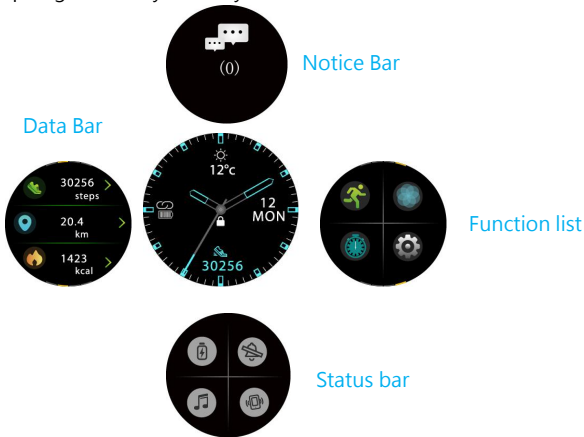 (0)
Notice Bar
Data Bar
30256
steps
20.4
km
1423
kcal
12°c
12
MON
30256
Function list
Status bar